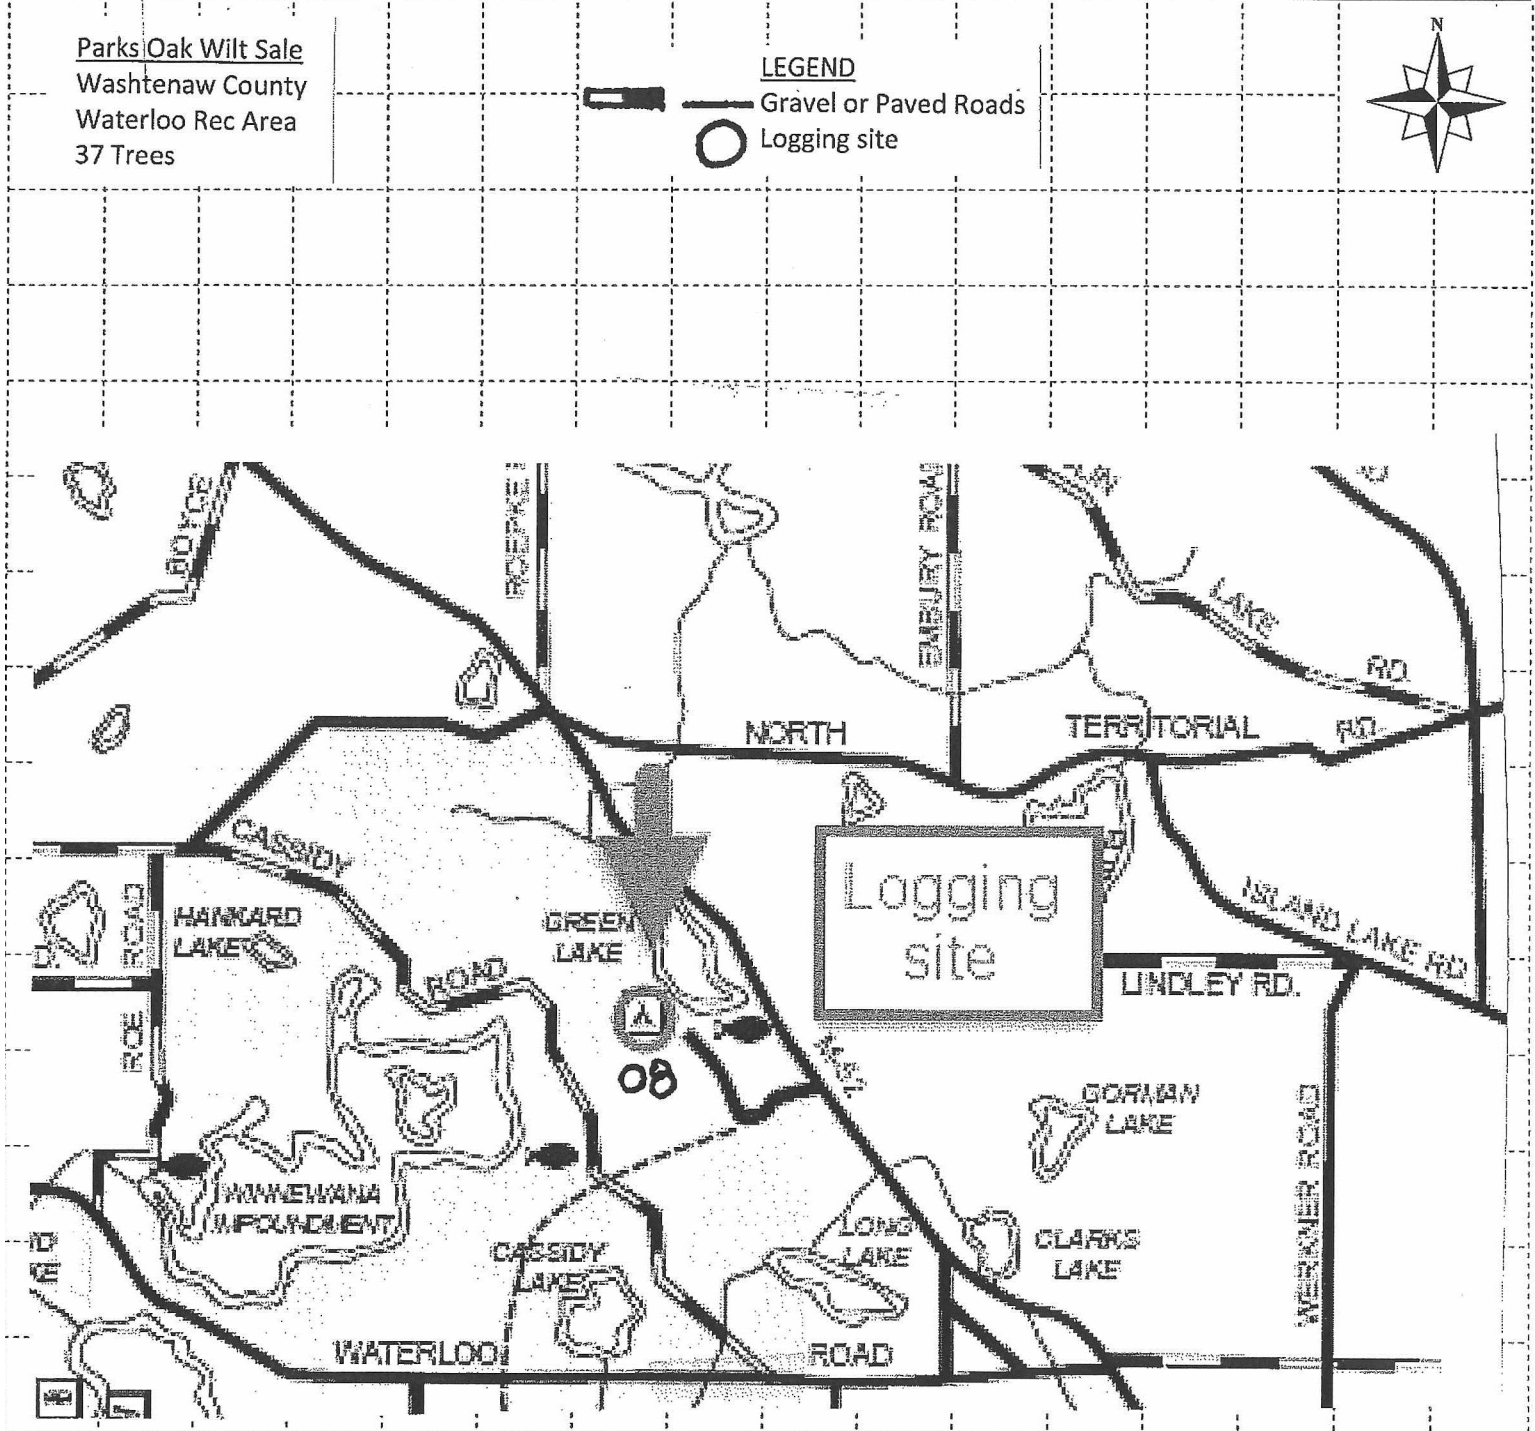 Parks Oak Wilt Sale
Washtenaw County
Waterloo Rec Area
37 Trees
LEGEND
Gravel or Paved Roads
Logging site
N
EMBURY ROAD
LAKE
RD.
NORTH
TERRITORIAL
RD.
CASSIDY
ROAD
HANKARD
LAKE
ROAD
ROE
GREEN
LAKE
Logging
site
ISLAND LAKE RD
LINDLEY RD.
08
GORMAN
LAKE
WERKNER ROAD
WINNEWANA
IMPOUNDMENT
CASSIDY
LAKE
LONG
LAKE
CLARKS
LAKE
WATERLOO
ROAD